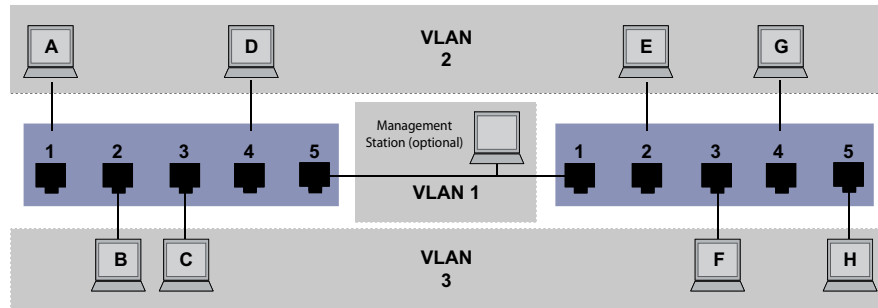 A
D
VLAN
2
E
G
1
2
3
4
5
Management
Station (optional)
VLAN 1
1
2
3
4
5
B
C
VLAN
3
F
H